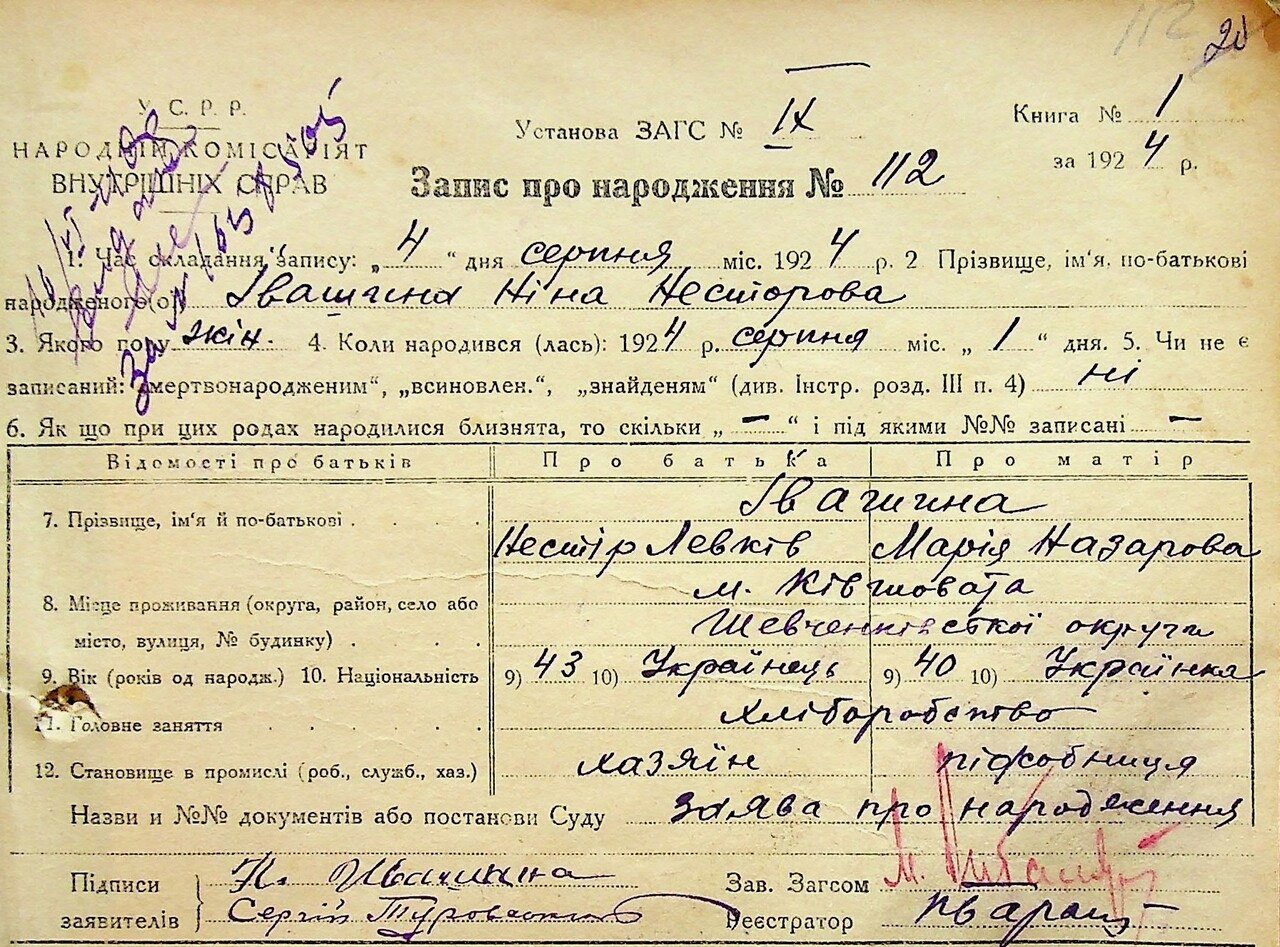 112 20
У. С. Р. Р.
НАРОДНІЙ КОМІСАРІЯТ
ВНУТРІШНІХ СПРАВ
Установа ЗАГС № IX
Книга № 1
за 1924 р.
Запис про народження № 112
1. Час складання запису: „4“ дня серпня міс. 1924 р. 2 Прізвище, ім‘я, по-батькові
народженого(ої) Івашина Ніна Несторова
3. Якого полу жін. 4. Коли народився (лась): 1924 р. серпня міс. „1“ дня. 5. Чи не є
записаний: „мертвонародженим“, „всиновлен.“, „знайденям“ (див. Інстр. розд. III п. 4) ні
6. Як що при цих родах народилися близнята, то скільки „—“ і під якими №№ записані —
Відомості про батьків Про батька Про матір
7. Прізвище, ім‘я й по-батькові Івашина
Нестір Левків Марія Назарова
8. Місце проживання (округа, район, село або місто, вулиця, № будинку) м. Ківшовата
Шевченківсткої округи
9. Вік (років од народж.) 10. Національність 9) 43 10) Українець 9) 40 10) Українка
11. Головне заняття хліборобство
12. Становище в промислі (роб., служб., хаз.) хазяїн підсобниця
Назви и №№ документів або постанови Суду заява про народження
Підписи заявителів Н. Ивашина
Сергій Туровський
Зав. Загсом М.
Реєстратор